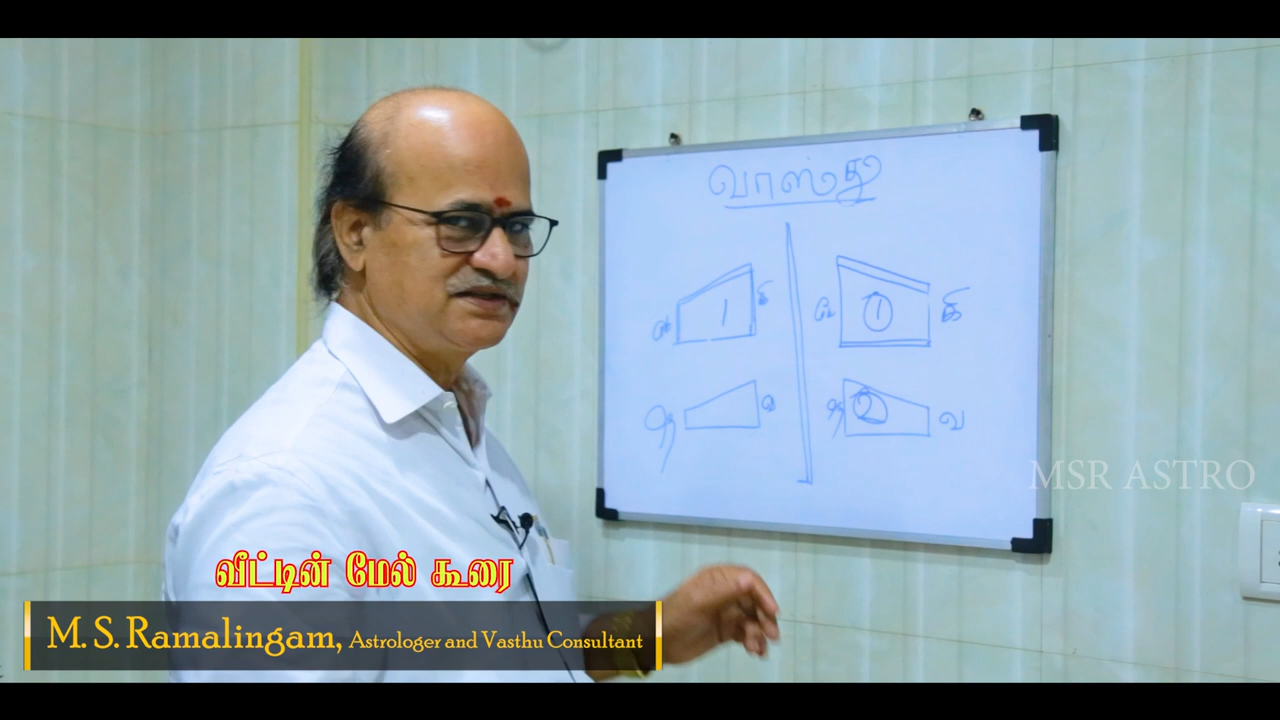 வாஸ்து
1
கி
மே
1
கி
தெ
2
வ
MSR ASTRO
வீட்டின் மேல் கூரை
M. S. Ramalingam, Astrologer and Vasthu Consultant